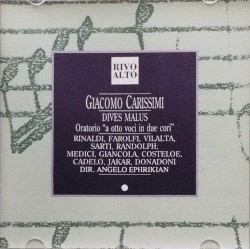 RIVO
ALTO
GIACOMO CARISSIMI
DIVES MALUS
Oratorio "a otto voci in due cori"
RINALDI, FAROLFI, VILALTA,
SARTI, RANDOLPH;
MEDICI, GIANCOLA, COSTELOE,
CADELO, JAKAR, DONADONI
DIR. ANGELO EPHRIKIAN